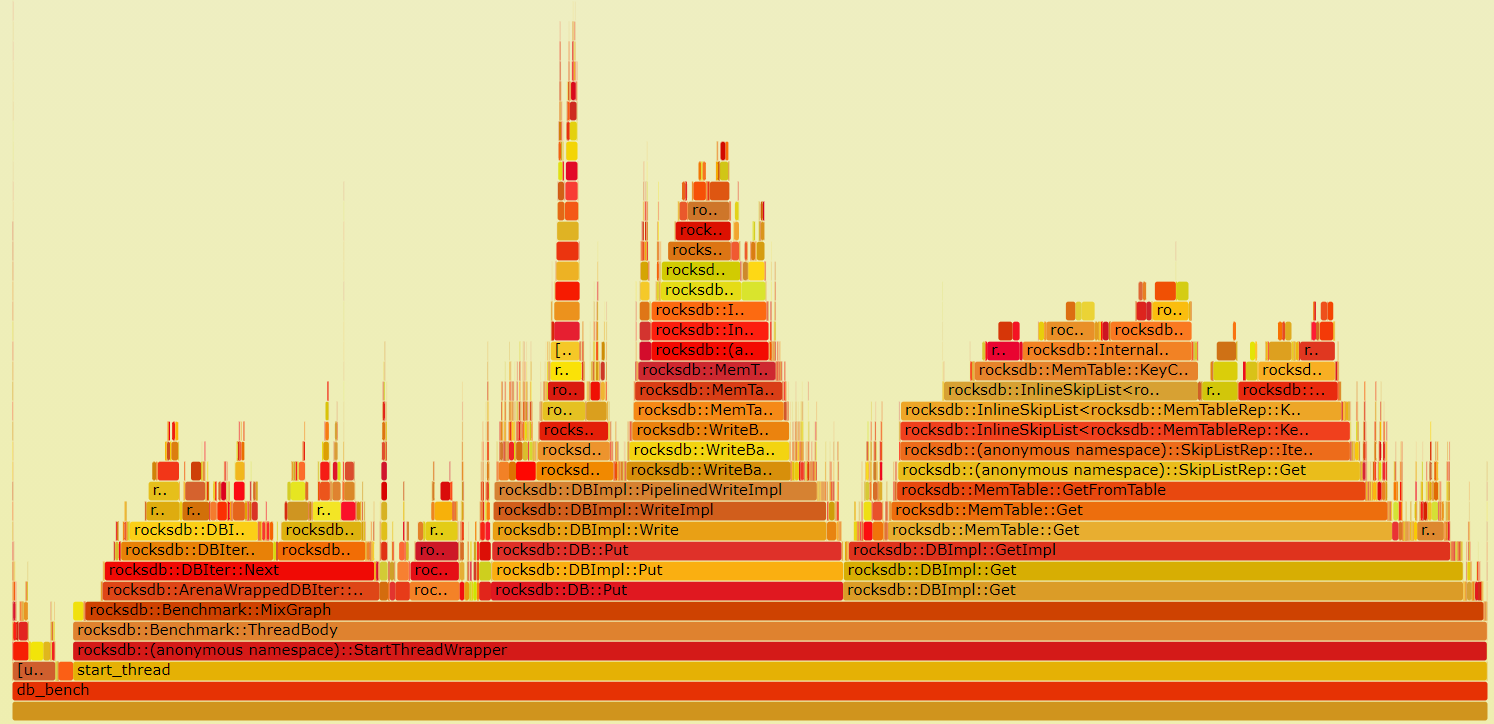 ro..
rock..
rocks..
rocksd..
rocksdb..
rocksdb::I.. ro..
rocksdb::In.. roc.. rocksdb..
[.. rocksdb::(a.. r.. rocksdb::Internal.. r..
r.. rocksdb::MemT.. rocksdb::MemTable::KeyC.. rocksd..
ro.. rocksdb::MemTa.. rocksdb::InlineSkipList<ro.. r.. rocksdb::..
ro.. rocksdb::MemTa.. rocksdb::InlineSkipList<rocksdb::MemTableRep::K..
rocks.. rocksdb::WriteB.. rocksdb::InlineSkipList<rocksdb::MemTableRep::Ke..
rocksd.. rocksdb::WriteBa.. rocksdb::(anonymous namespace)::SkipListRep::Ite..
rocksd.. rocksdb::WriteBa.. rocksdb::(anonymous namespace)::SkipListRep::Get
r.. rocksdb::DBImpl::PipelinedWriteImpl rocksdb::MemTable::GetFromTable
r.. r.. r.. rocksdb::DBImpl::WriteImpl rocksdb::MemTable::Get
rocksdb::DBI.. rocksdb.. r.. rocksdb::DBImpl::Write rocksdb::MemTable::Get r..
rocksdb::DBIter.. rocksdb.. ro.. rocksdb::DB::Put rocksdb::DBImpl::GetImpl
rocksdb::DBIter::Next roc.. rocksdb::DBImpl::Put rocksdb::DBImpl::Get
rocksdb::ArenaWrappedDBIter::.. roc.. rocksdb::DB::Put rocksdb::DBImpl::Get
rocksdb::Benchmark::MixGraph
rocksdb::Benchmark::ThreadBody
rocksdb::(anonymous namespace)::StartThreadWrapper
[u.. start_thread
db_bench